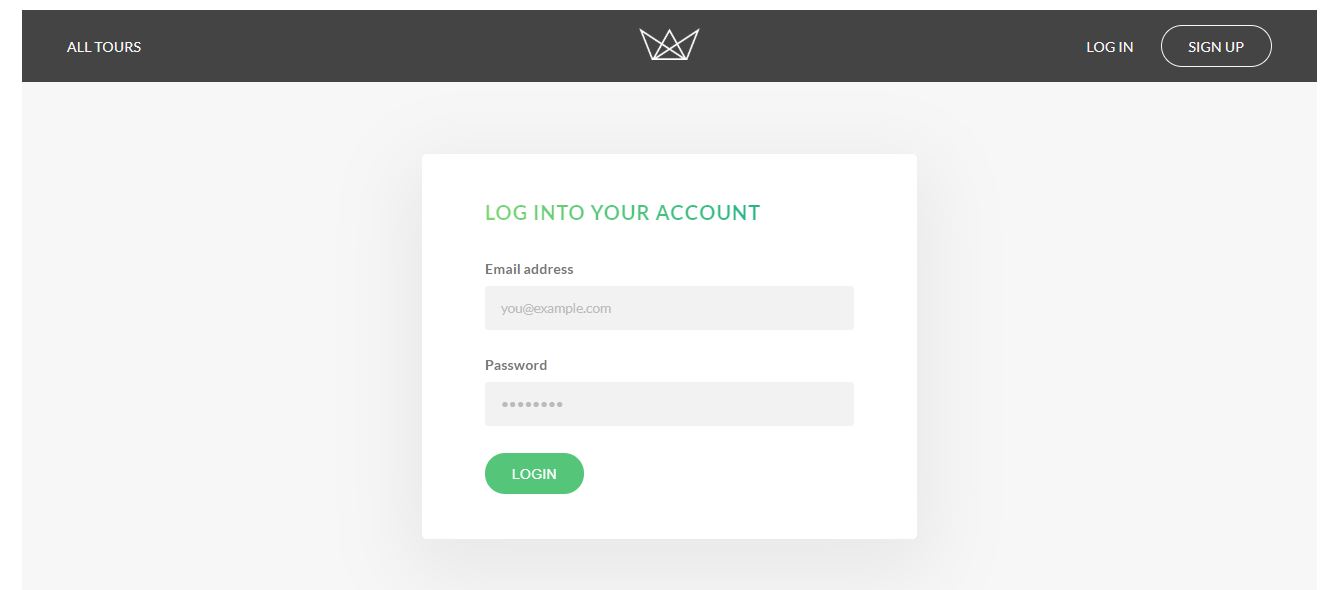 ALL TOURS
LOG IN
SIGN UP
LOG INTO YOUR ACCOUNT
Email address
you@example.com
Password
••••••••
LOGIN